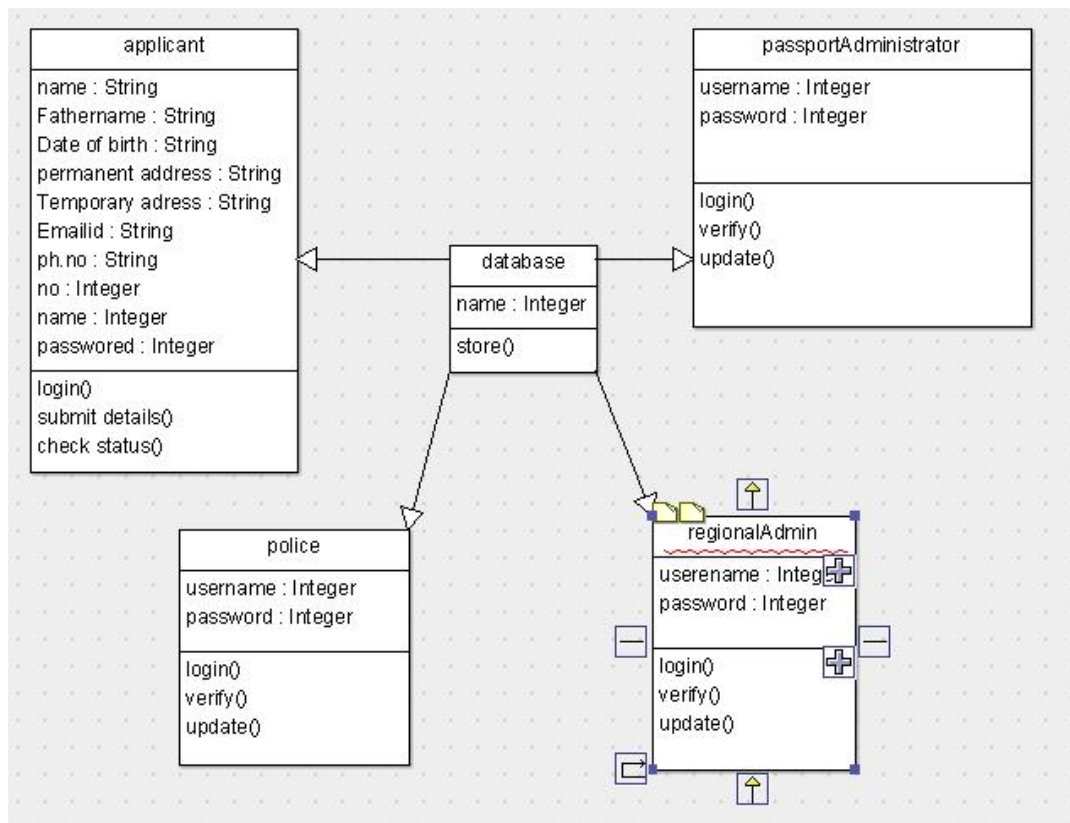 applicant
name : String
Fathername : String
Date of birth : String
permanent address : String
Temporary adress : String
Emailid : String
ph.no : String
no : Integer
name : Integer
passwored : Integer
login()
submit details()
check status()
passportAdministrator
username : Integer
password : Integer
login()
verify()
update()
database
name : Integer
store()
police
username : Integer
password : Integer
login()
verify()
update()
regionalAdmin
userename : Integ
password : Integer
login()
verify()
update()